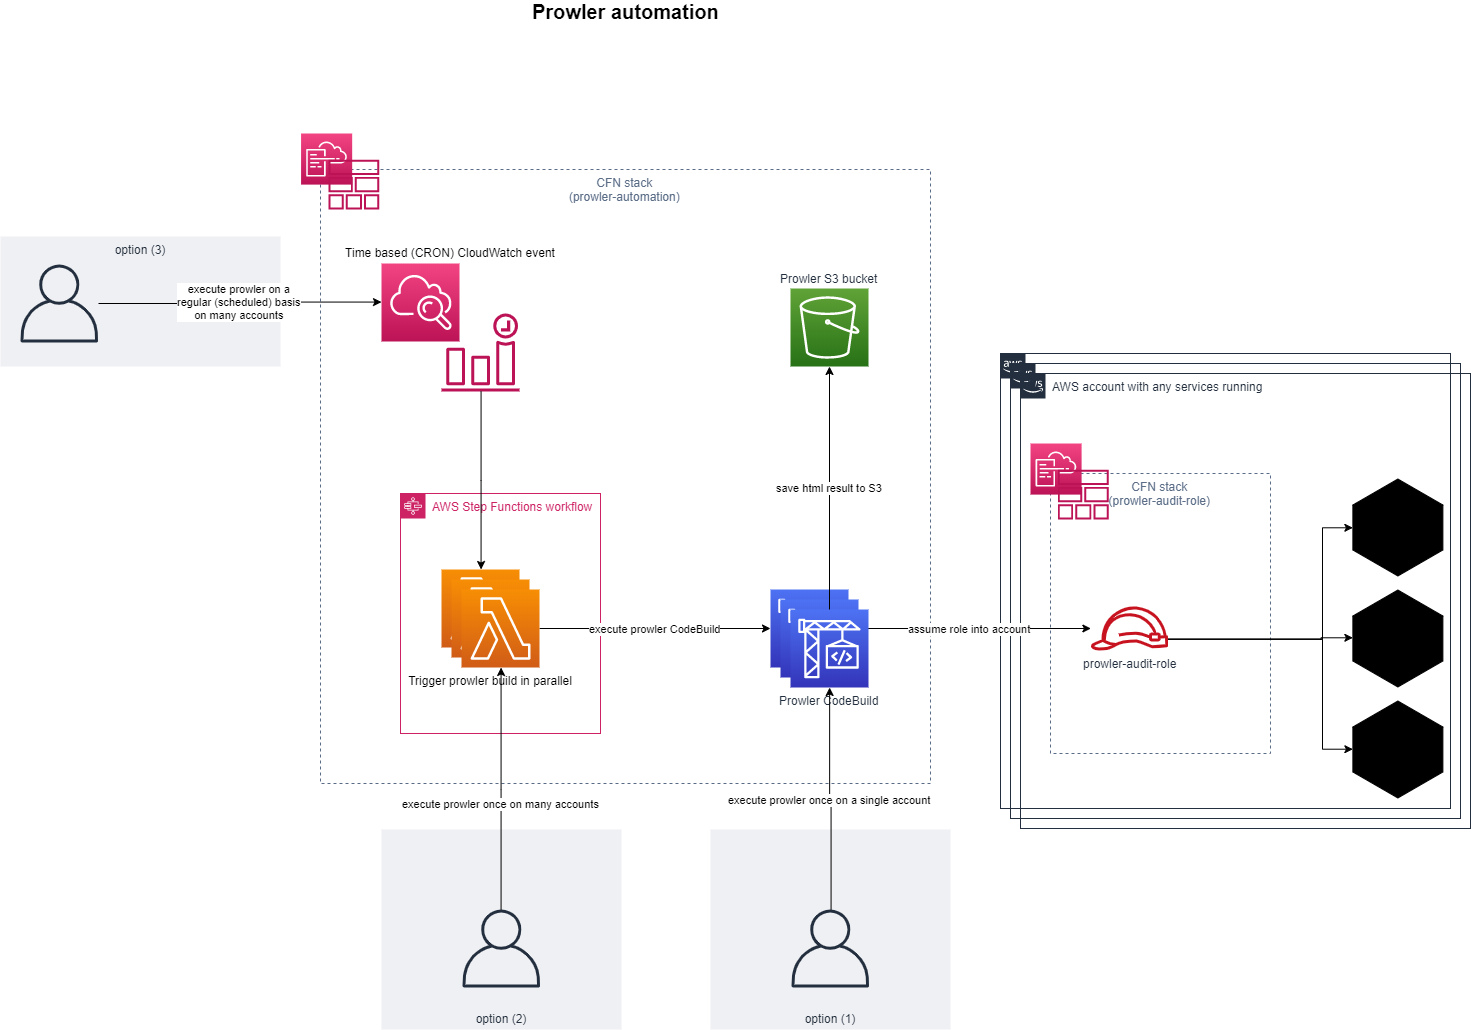 Prowler automation
CFN stack
(prowler-automation)
option (3)
execute prowler on a
regular (scheduled) basis
on many accounts
Time based (CRON) CloudWatch event
Prowler S3 bucket
save html result to S3
AWS Step Functions workflow
Trigger prowler build in parallel
execute prowler CodeBuild
Prowler CodeBuild
assume role into account
aws
AWS account with any services running
CFN stack
(prowler-audit-role)
prowler-audit-role
execute prowler once on many accounts
execute prowler once on a single account
option (2)
option (1)